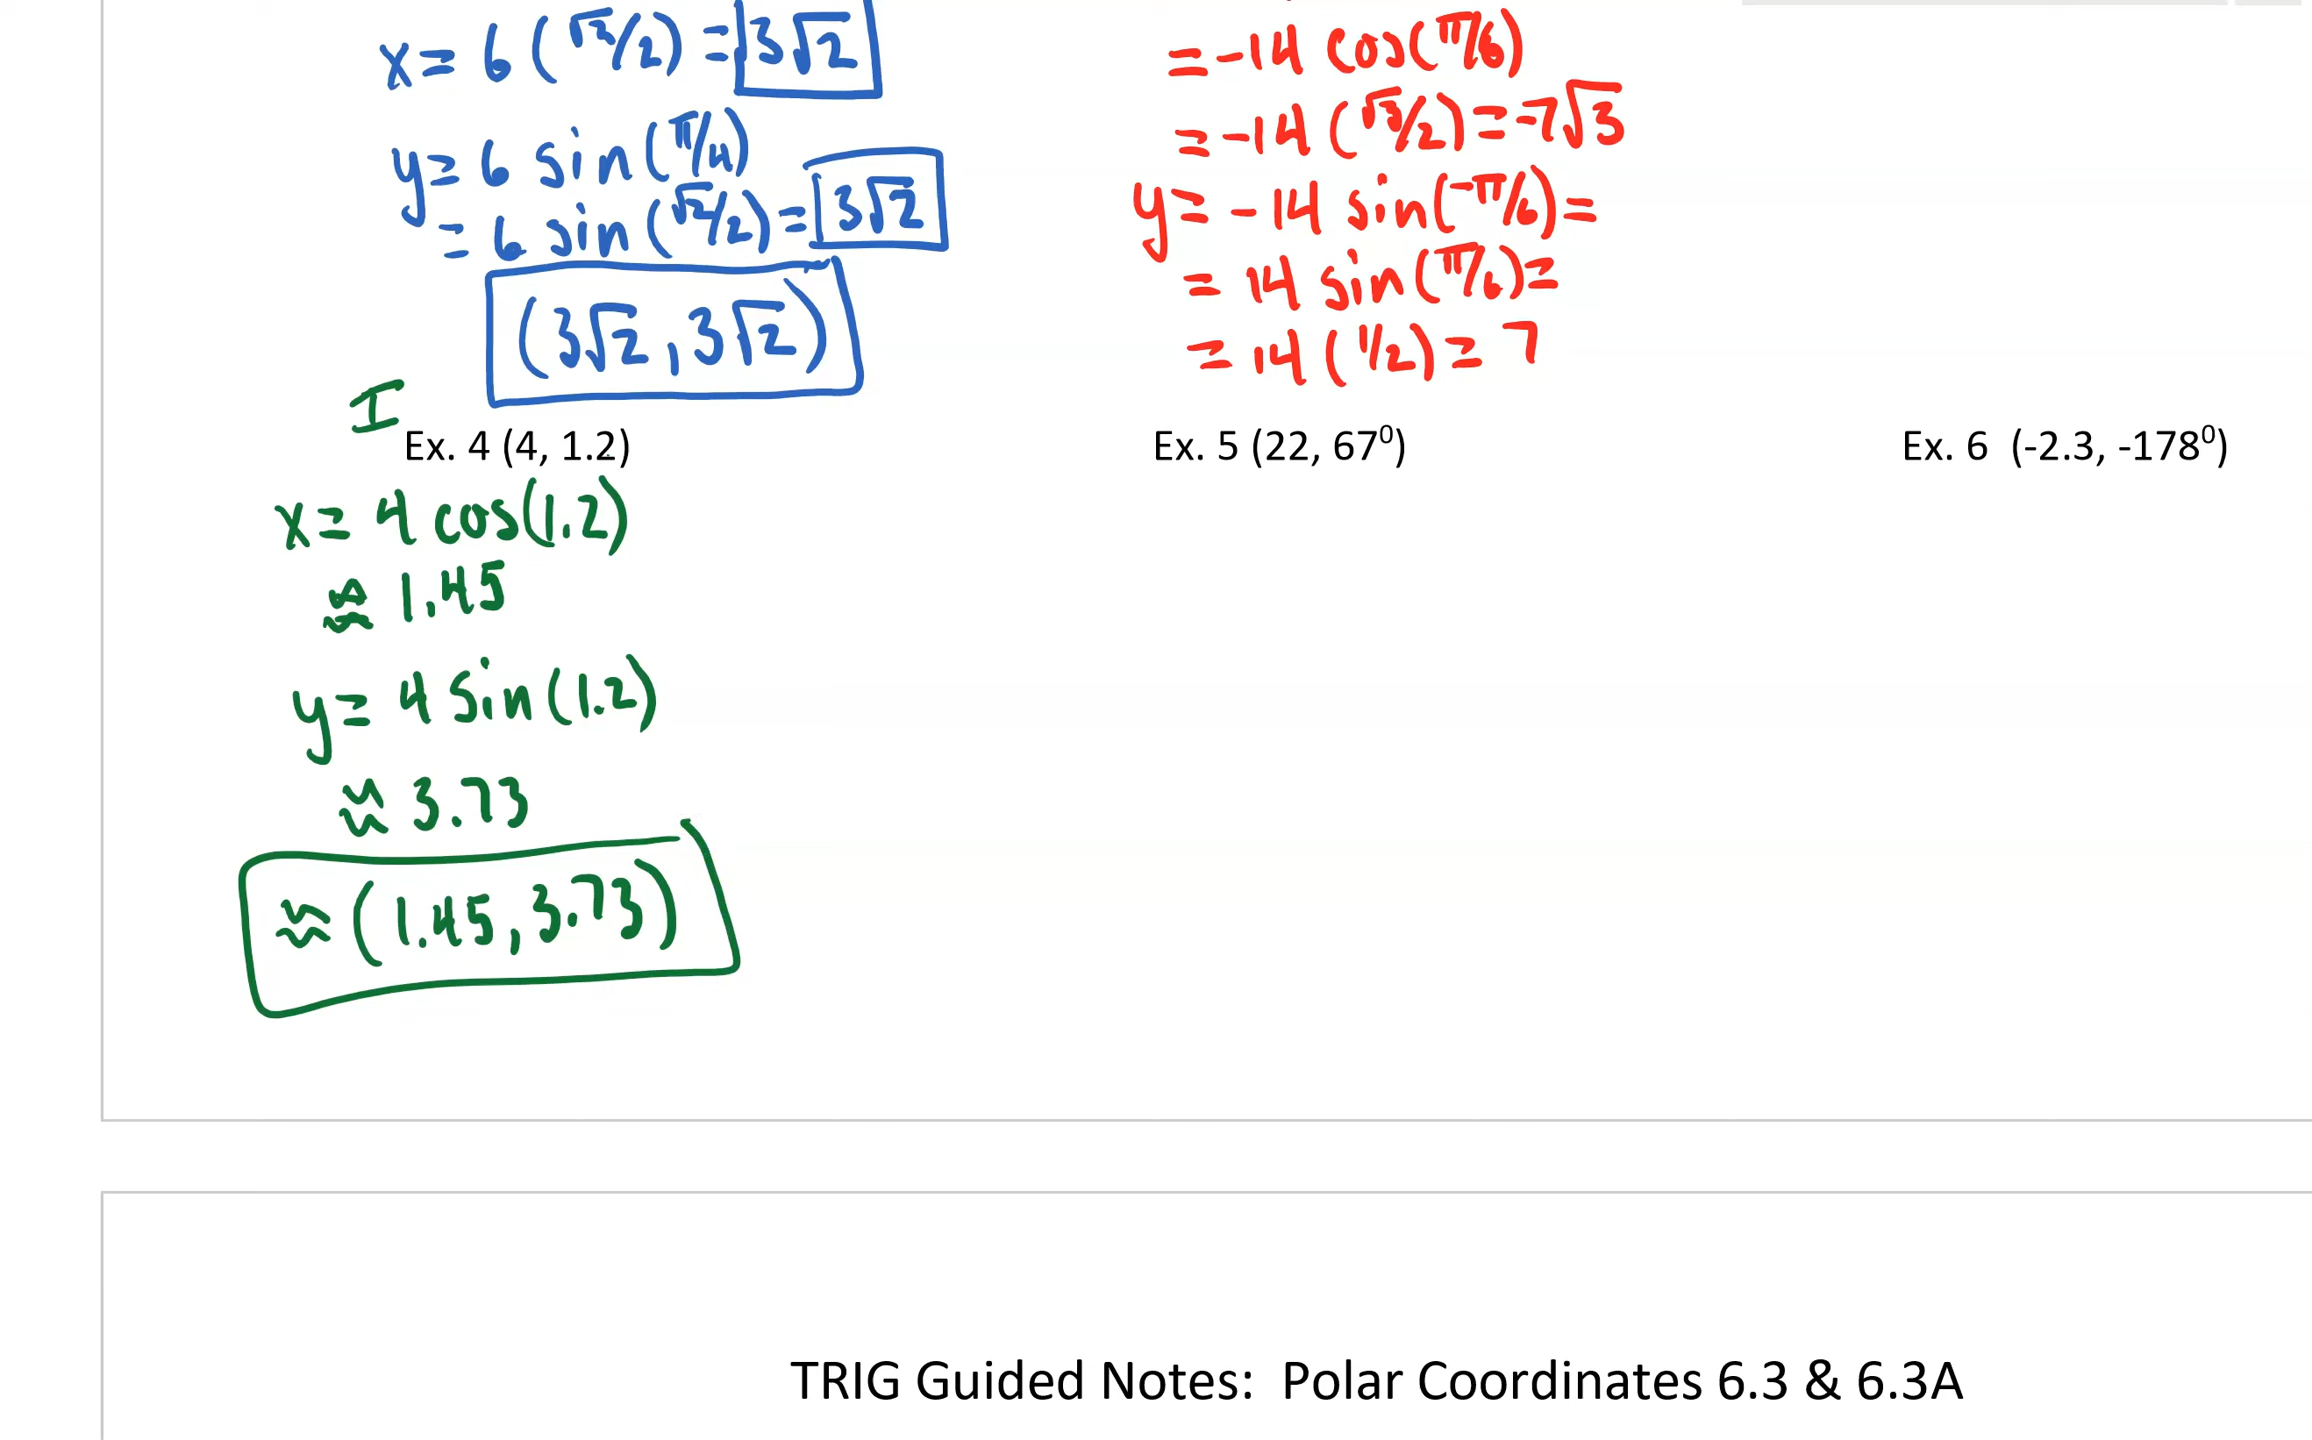 x = 6 (√2/2) = 3√2
y = 6 sin(π/4)
= 6 sin (√2/2) = 3√2
(3√2, 3√2)
= -14 cos(π/6)
= -14 (√3/2) = -7√3
y = -14 sin(-π/6) =
= 14 sin(π/6) =
= 14 (1/2) = 7
I
Ex. 4 (4, 1.2)
x = 4 cos(1.2)
≈ 1.45
y = 4 sin(1.2)
≈ 3.73
≈ (1.45, 3.73)
Ex. 5 (22, 67⁰)
Ex. 6 (-2.3, -178⁰)
TRIG Guided Notes: Polar Coordinates 6.3 & 6.3A